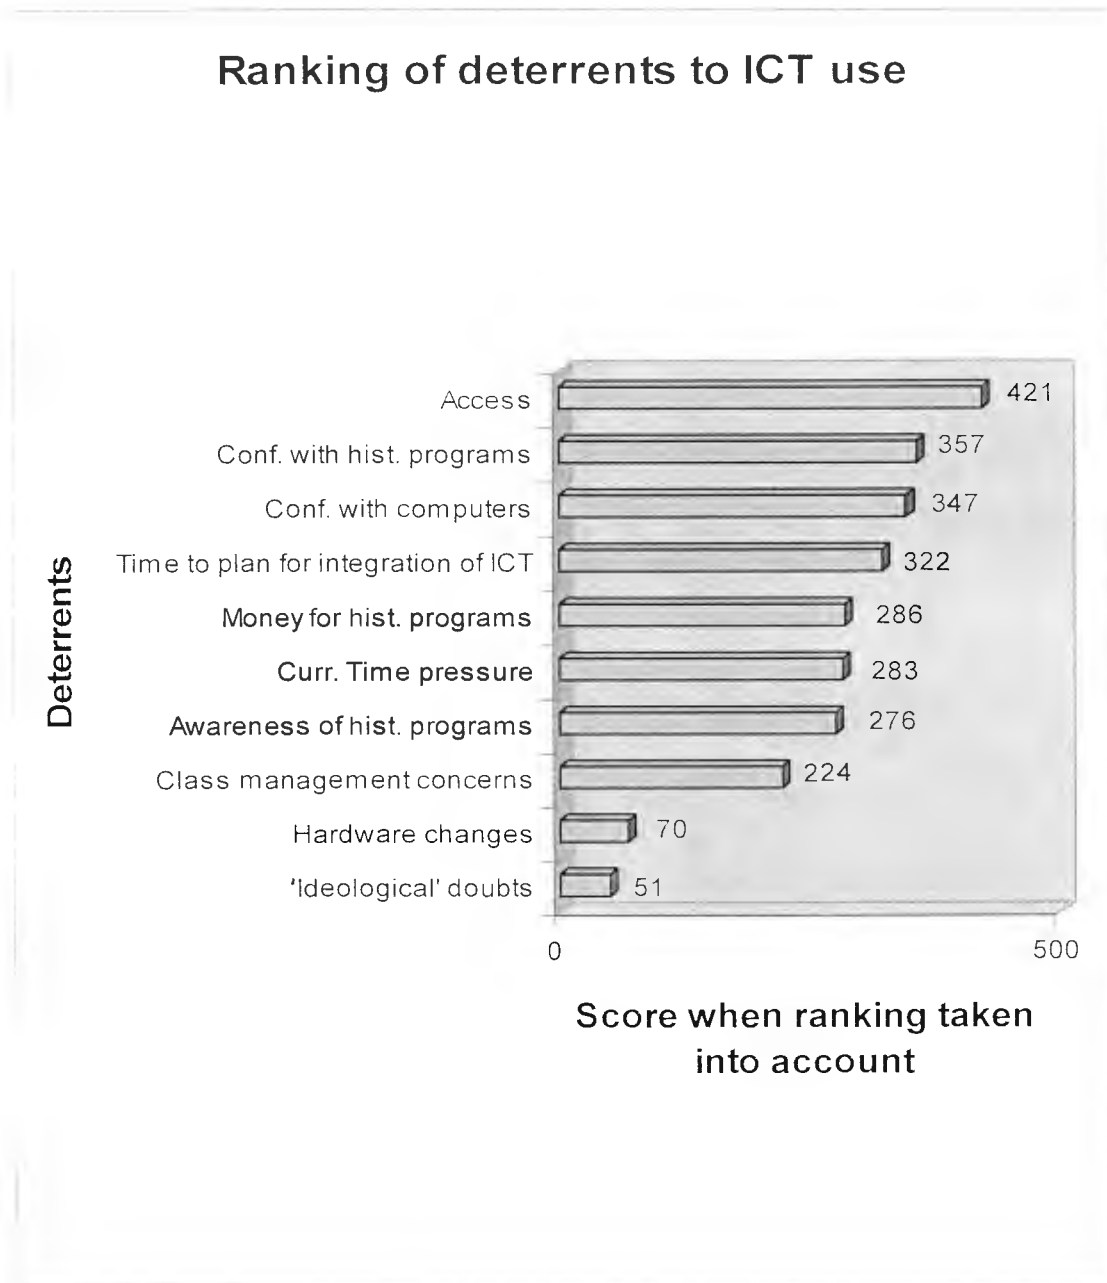 Ranking of deterrents to ICT use
Access 421
Conf. with hist. programs 357
Conf. with computers 347
Time to plan for integration of ICT 322
Money for hist. programs 286
Curr. Time pressure 283
Awareness of hist. programs 276
Class management concerns 224
Hardware changes 70
'Ideological' doubts 51
Deterrents
0 500
Score when ranking taken
into account